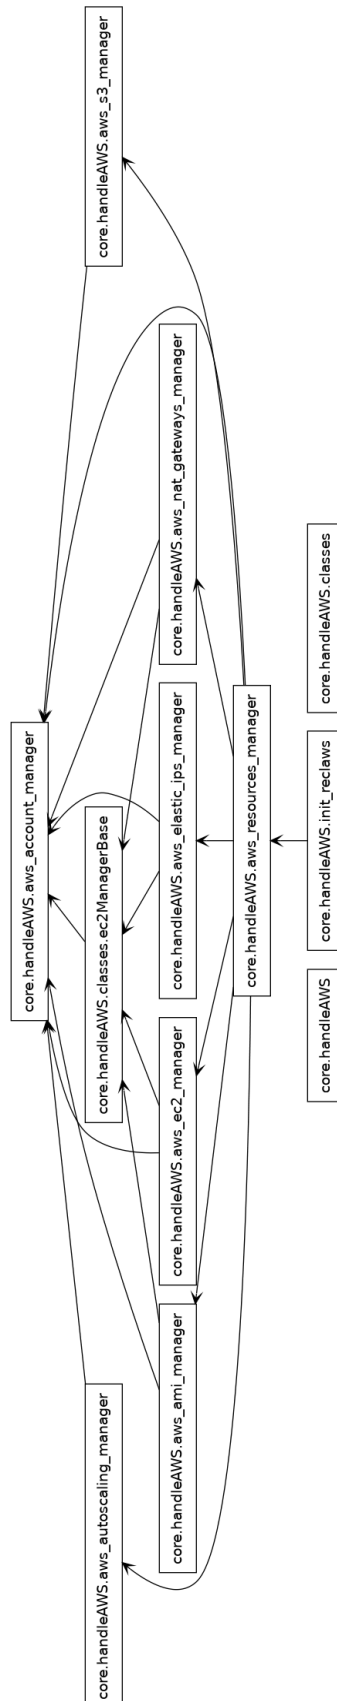 core.handleAWS.aws_s3_manager
core.handleAWS.aws_nat_gateways_manager
core.handleAWS.classes
core.handleAWS.aws_elastic_ips_manager
core.handleAWS.aws_resources_manager
core.handleAWS.aws_account_manager
core.handleAWS.init_reclaws
core.handleAWS.classes.ec2ManagerBase
core.handleAWS
core.handleAWS.aws_ec2_manager
core.handleAWS.aws_ami_manager
core.handleAWS.aws_autoscaling_manager